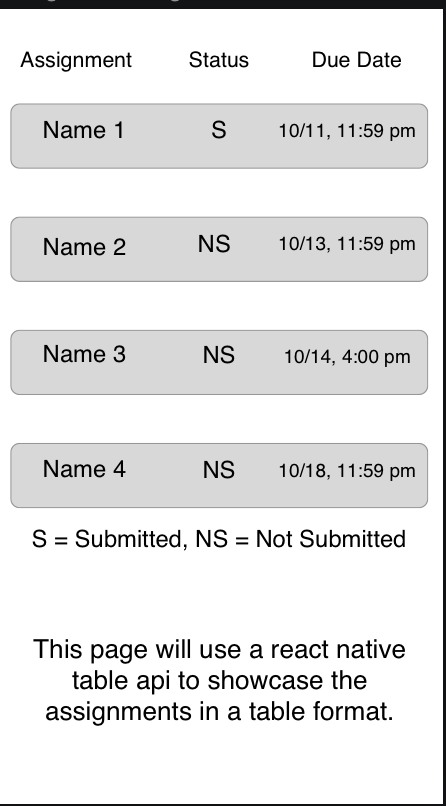 Assignment Status Due Date
Name 1 S 10/11, 11:59 pm
Name 2 NS 10/13, 11:59 pm
Name 3 NS 10/14, 4:00 pm
Name 4 NS 10/18, 11:59 pm
S = Submitted, NS = Not Submitted
This page will use a react native
table api to showcase the
assignments in a table format.